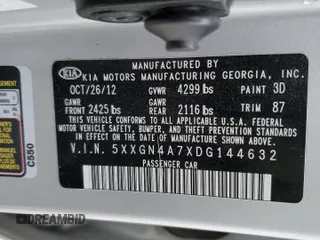 KIA
MANUFACTURED BY
KIA MOTORS MANUFACTURING GEORGIA, INC.
OCT/26/12 GVWR 4299 lbs PAINT 3D
GAWR FRONT 2425 lbs GAWR REAR 2116 lbs TRIM 87
THIS VEHICLE CONFORMS TO ALL APPLICABLE U.S.A. FEDERAL
MOTOR VEHICLE SAFETY, BUMPER, AND THEFT PREVENTION
STANDARDS IN EFFECT ON THE DATE OF MANUFACTURE SHOWN ABOVE.
V.I.N. 5XXGN4A7XDG144632
PASSENGER CAR
C550
DREAMBID